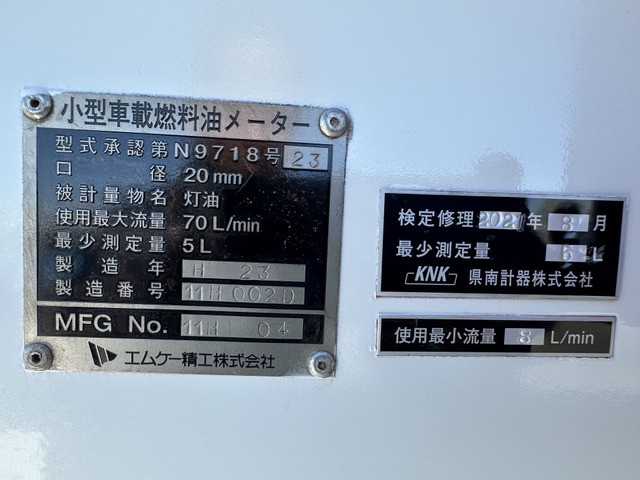 小型車載燃料油メーター
型式承認第N9718号 23
口 径 20mm
被計量物名 灯油
使用最大流量 70L/min
最少測定量 5L
製造年 H 23
製造番号 11H 002D
MFG No. 11H 04
エムケー精工株式会社
検定修理 2021年 8月
最少測定量 5 L
KNK 県南計器株式会社
使用最小流量 8 L/min